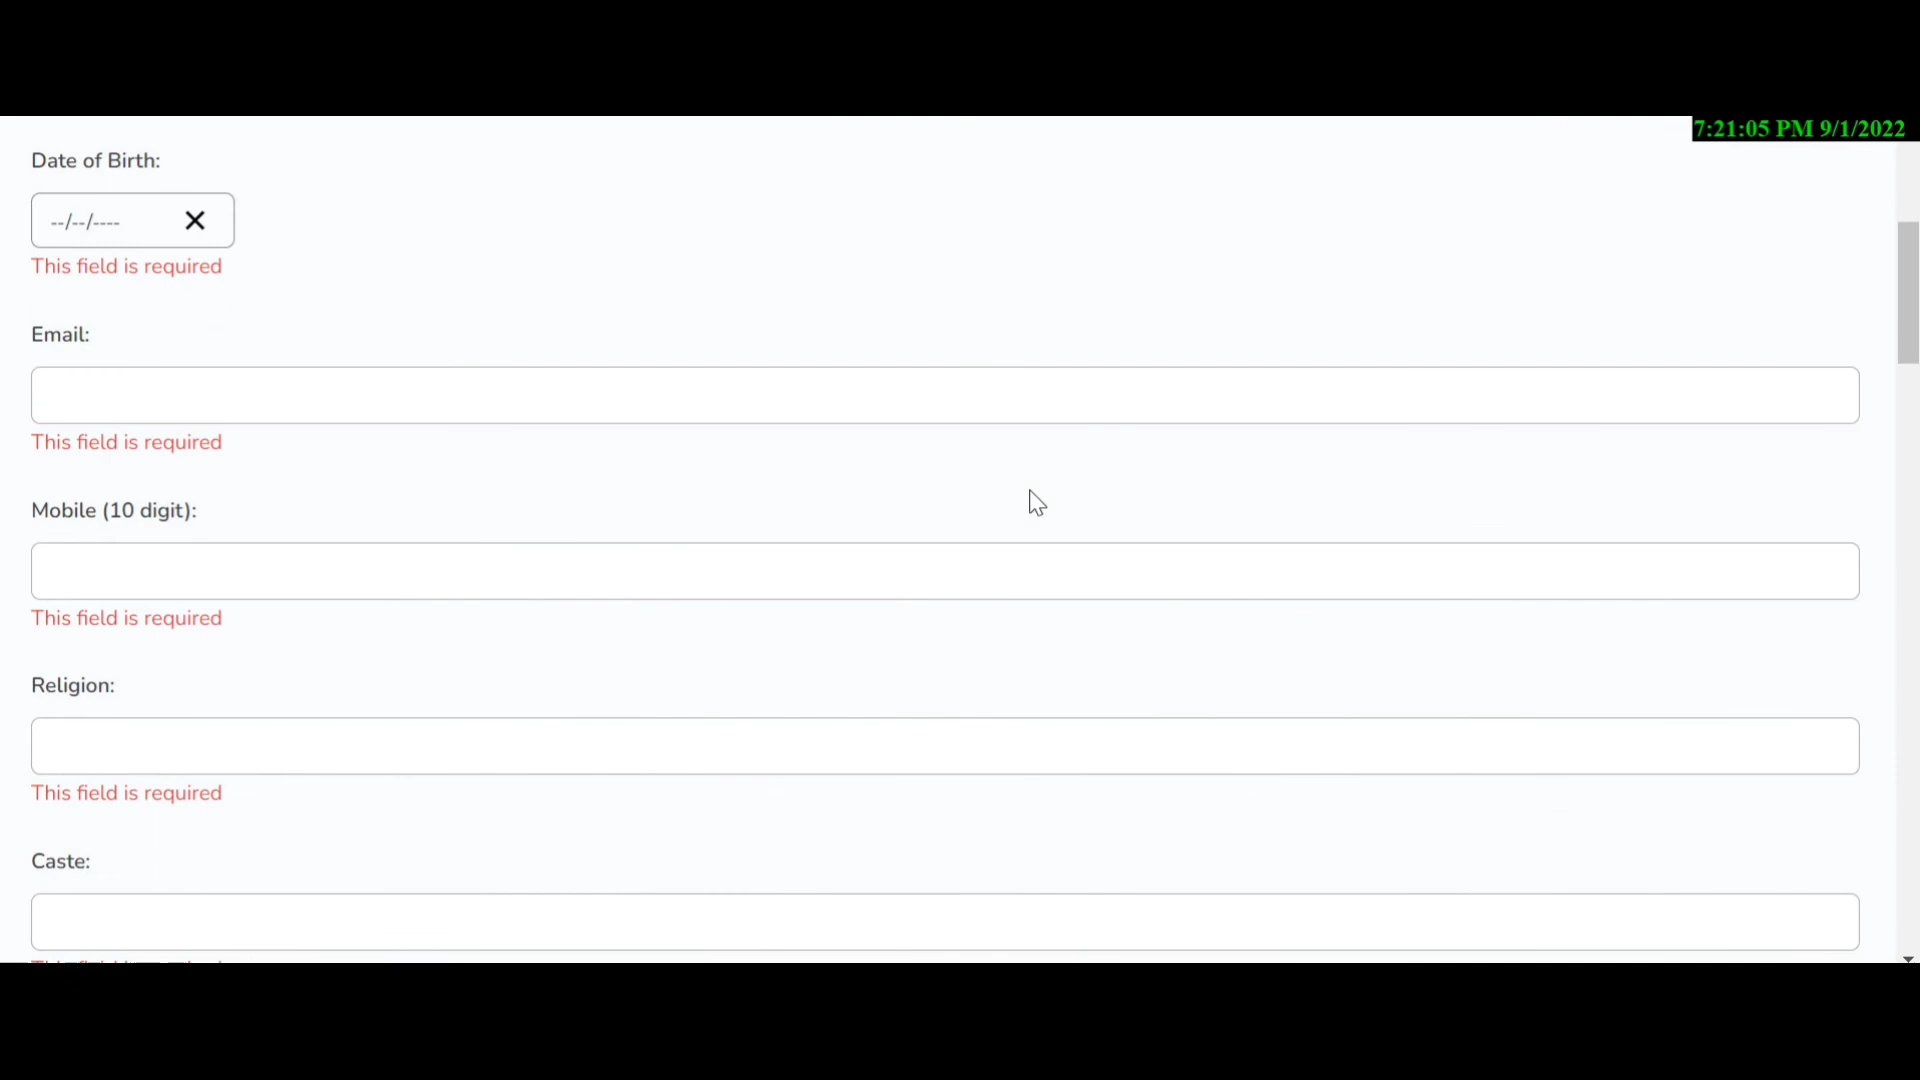 7:21:05 PM 9/1/2022
Date of Birth:
--/--/----
This field is required
Email:
This field is required
Mobile (10 digit):
This field is required
Religion:
This field is required
Caste: